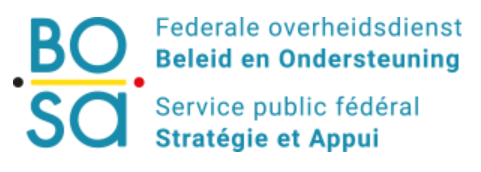 BO
SA
Federale overheidsdienst
Beleid en Ondersteuning
Service public fédéral
Stratégie et Appui